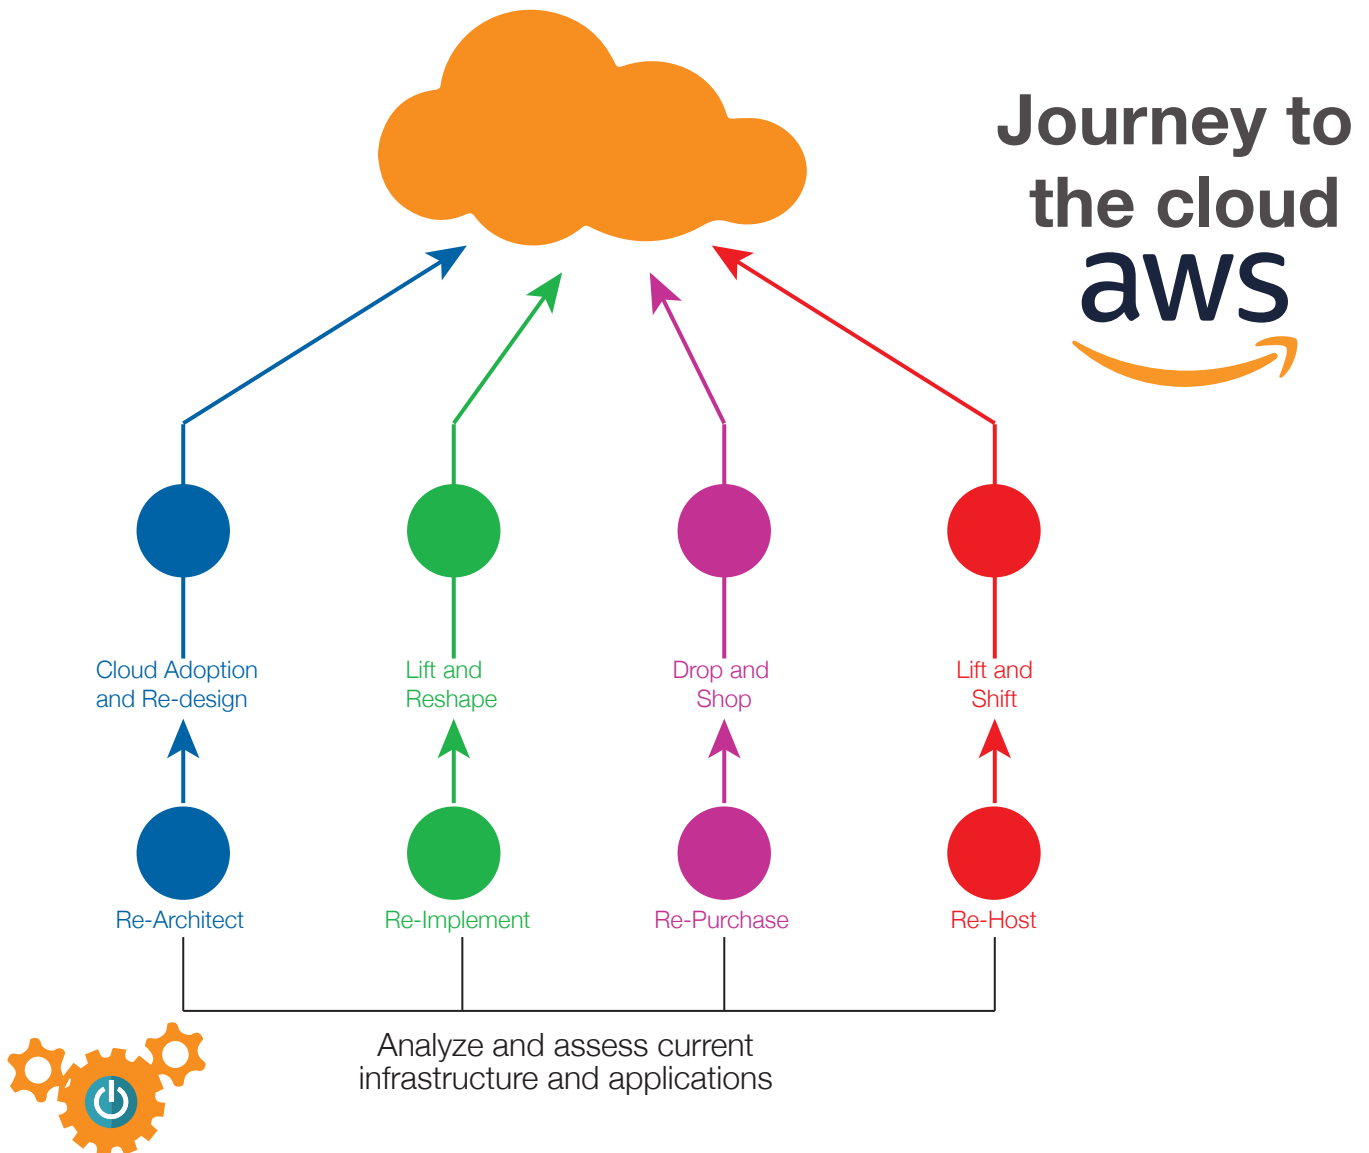 Journey to
the cloud
aws
Cloud Adoption
and Re-design
Lift and
Reshape
Drop and
Shop
Lift and
Shift
Re-Architect
Re-Implement
Re-Purchase
Re-Host
Analyze and assess current
infrastructure and applications